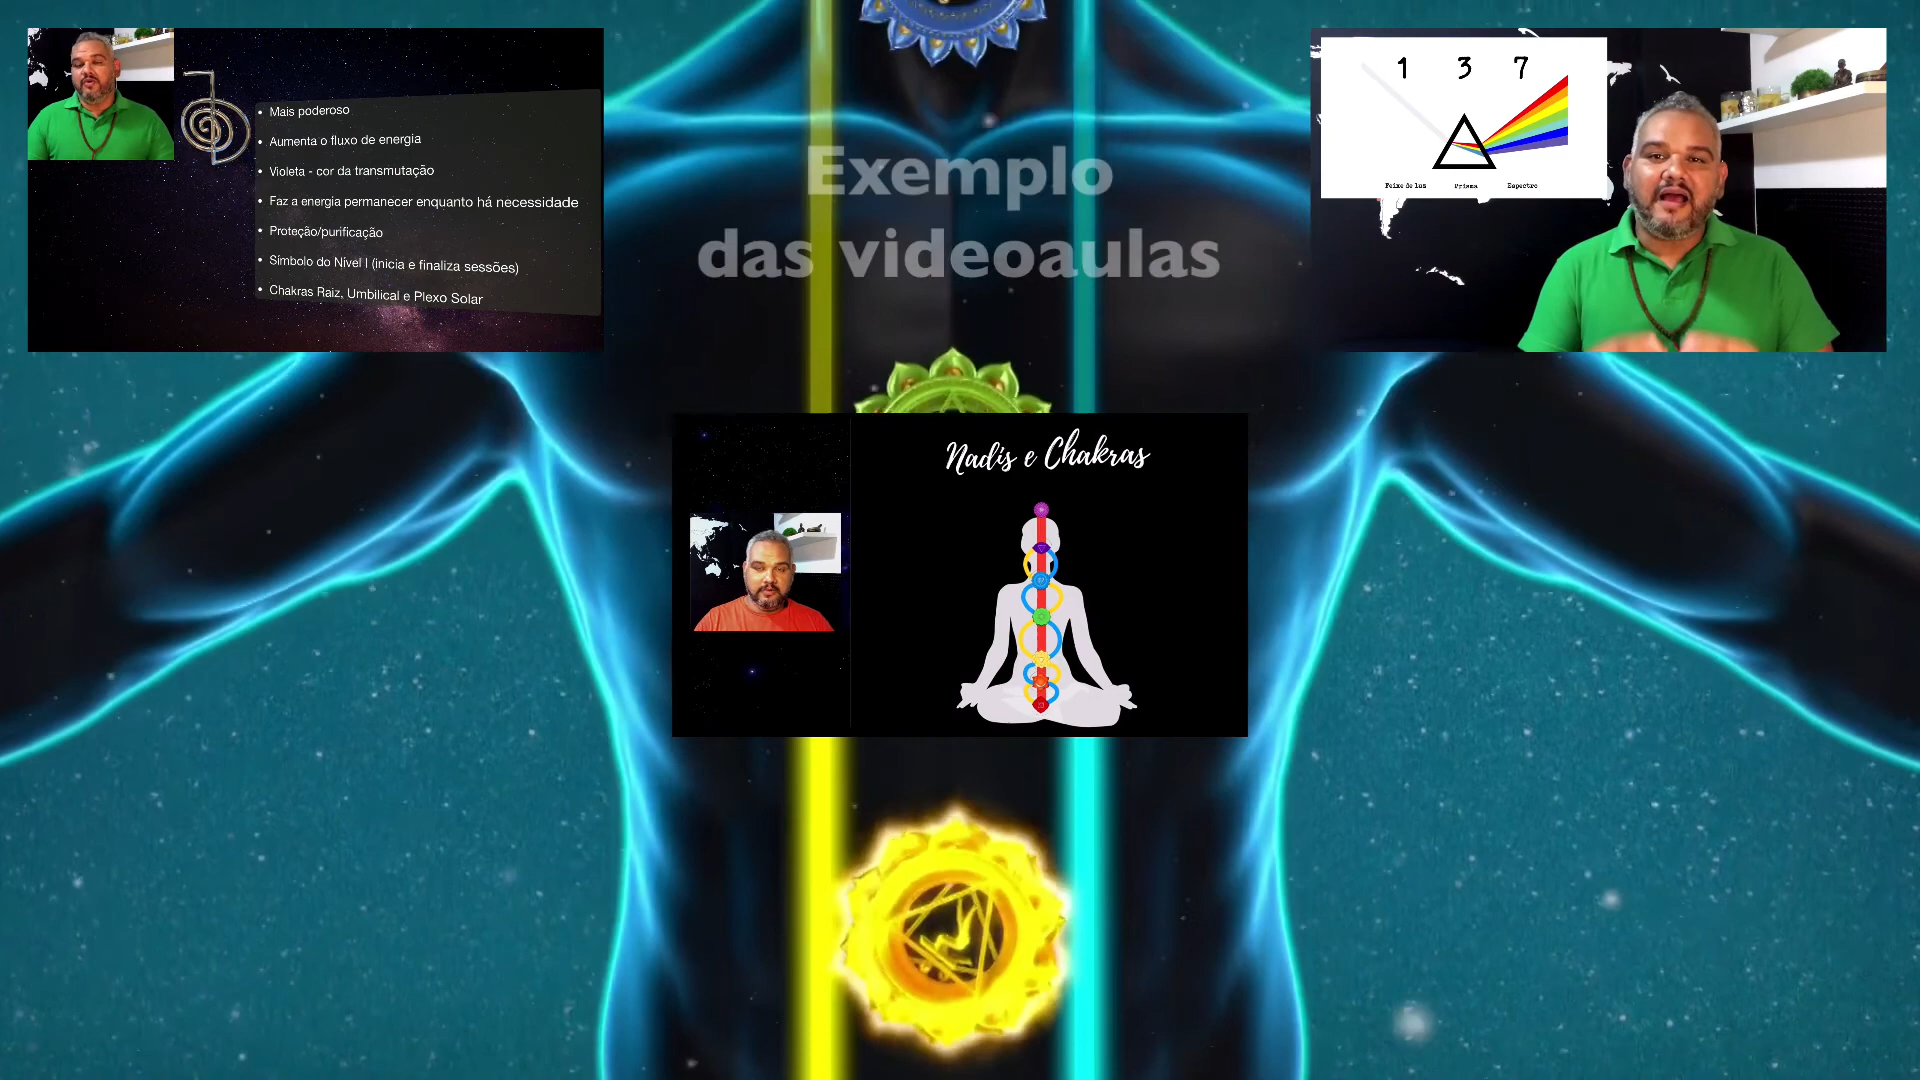 Mais poderoso
Aumenta o fluxo de energia
Violeta - cor da transmutação
Faz a energia permanecer enquanto há necessidade
Proteção/purificação
Símbolo do Nível I (inicia e finaliza sessões)
Chakras Raiz, Umbilical e Plexo Solar
Exemplo
das videoaulas
1 3 7
Feixe de luz Prisma Espectro
Nadis e Chakras